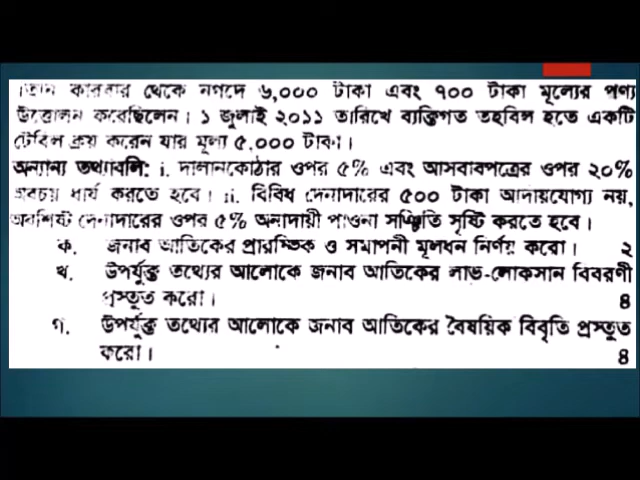 তিনি কারবার থেকে নগদে ৬,০০০ টাকা এবং ৭০০ টাকা মূল্যের পণ্য
উত্তোলন করেছিলেন। ১ জুলাই ২০১১ তারিখে ব্যক্তিগত তহবিল হতে একটি
টেবিল ক্রয় করেন যার মূল্য ৫,০০০ টাকা।
অন্যান্য তথ্যাবলি: i. দালানকোঠার ওপর ৫% এবং আসবাবপত্রের ওপর ২০%
অবচয় ধার্য করতে হবে। ii. বিবিধ দেনাদারের ৫০০ টাকা আদায়যোগ্য নয়,
অবশিষ্ট দেনাদারের ওপর ৫% অনাদায়ী পাওনা সঞ্চিতি সৃষ্টি করতে হবে।
ক. জনাব আতিকের প্রারম্ভিক ও সমাপনী মূলধন নির্ণয় করো। ২
খ. উপর্যুক্ত তথ্যের আলোকে জনাব আতিকের লাভ-লোকসান বিবরণী
প্রস্তুত করো। ৪
গ. উপর্যুক্ত তথ্যের আলোকে জনাব আতিকের বৈষয়িক বিবৃতি প্রস্তুত
করো। ৪